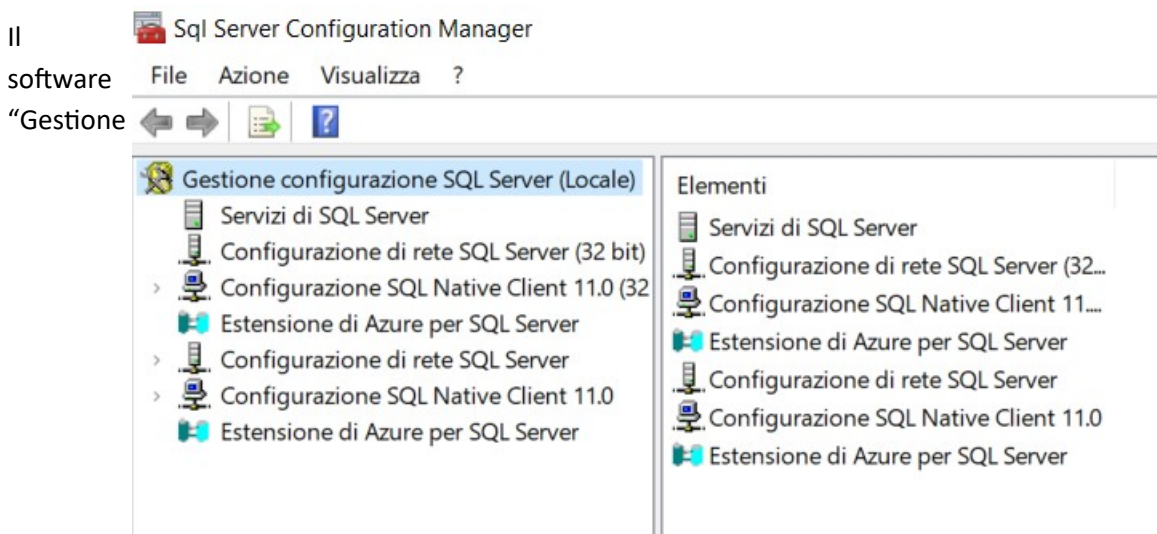 Il
software
“Gestione
Sql Server Configuration Manager
File Azione Visualizza ?
Gestione configurazione SQL Server (Locale)
Servizi di SQL Server
Configurazione di rete SQL Server (32 bit)
Configurazione SQL Native Client 11.0 (32
Estensione di Azure per SQL Server
Configurazione di rete SQL Server
Configurazione SQL Native Client 11.0
Estensione di Azure per SQL Server
Elementi
Servizi di SQL Server
Configurazione di rete SQL Server (32...
Configurazione SQL Native Client 11....
Estensione di Azure per SQL Server
Configurazione di rete SQL Server
Configurazione SQL Native Client 11.0
Estensione di Azure per SQL Server